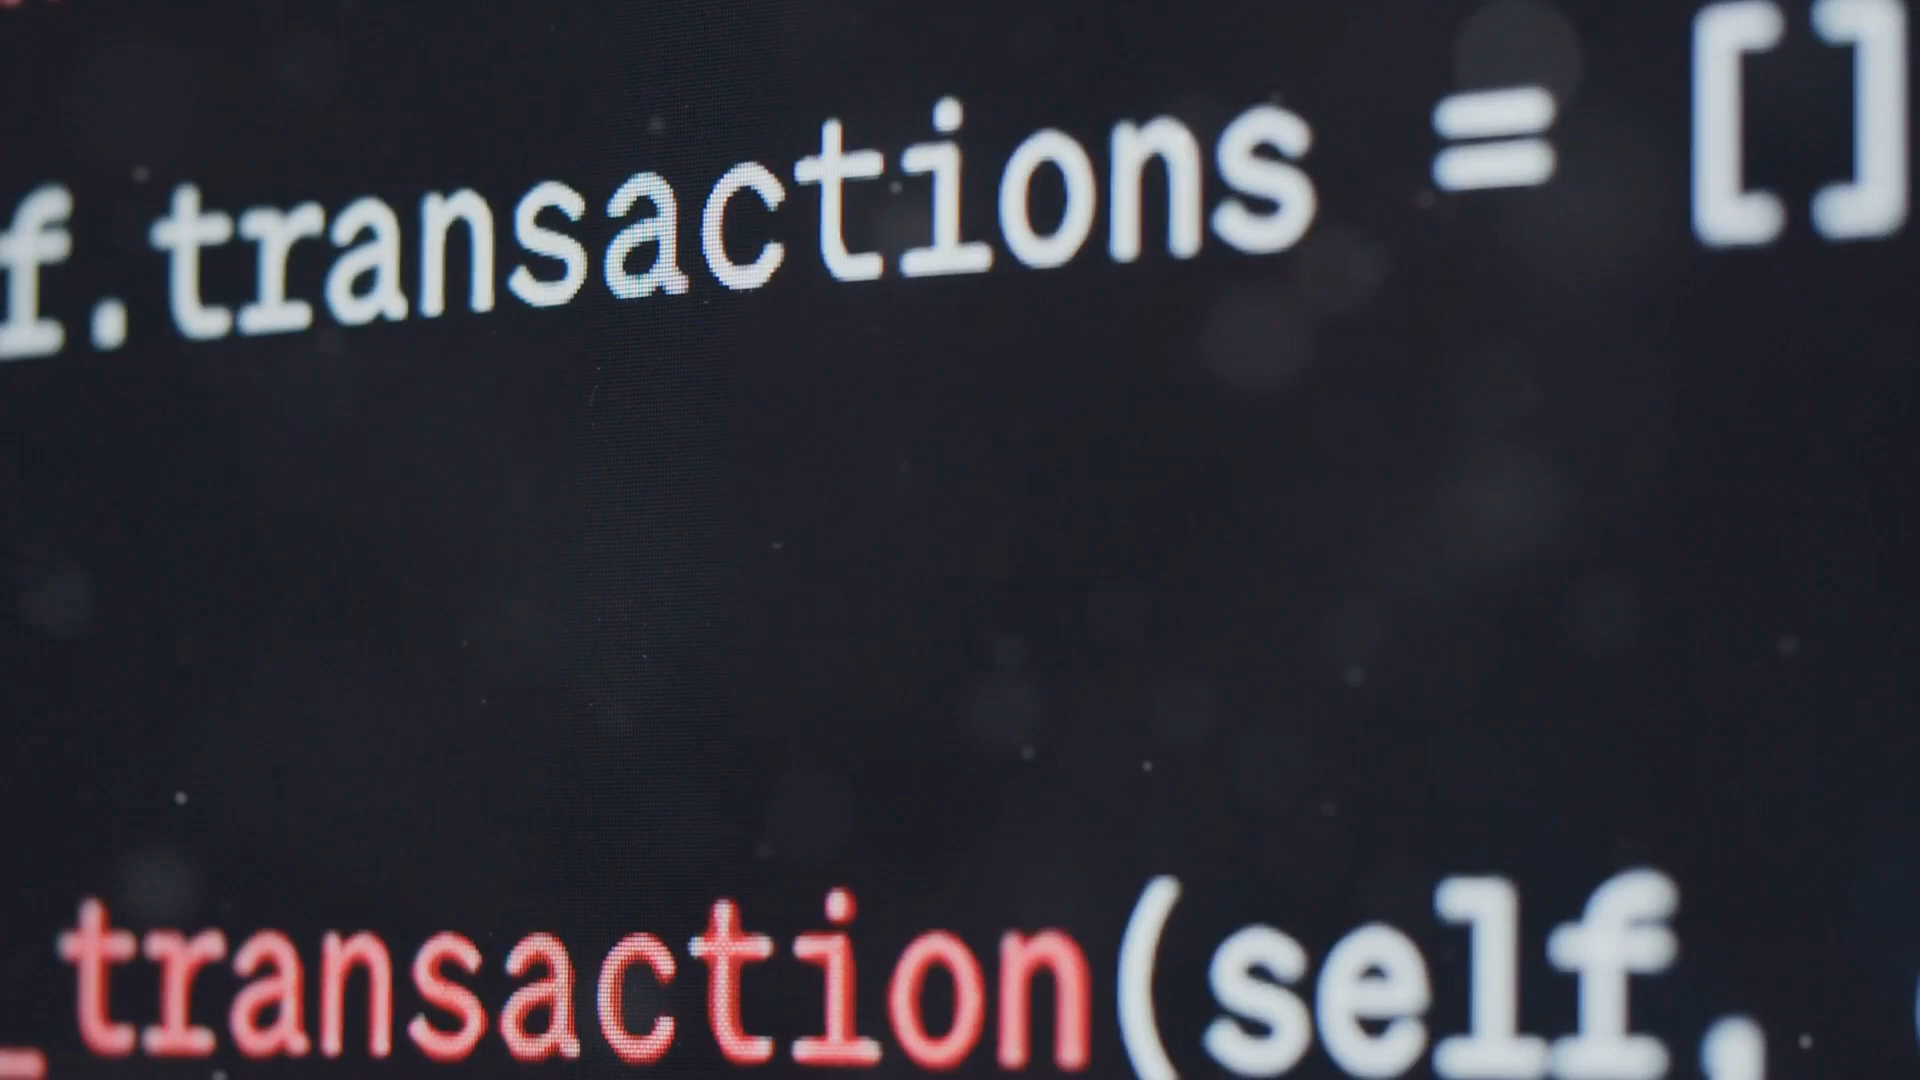 f.transactions = []
_transaction(self,